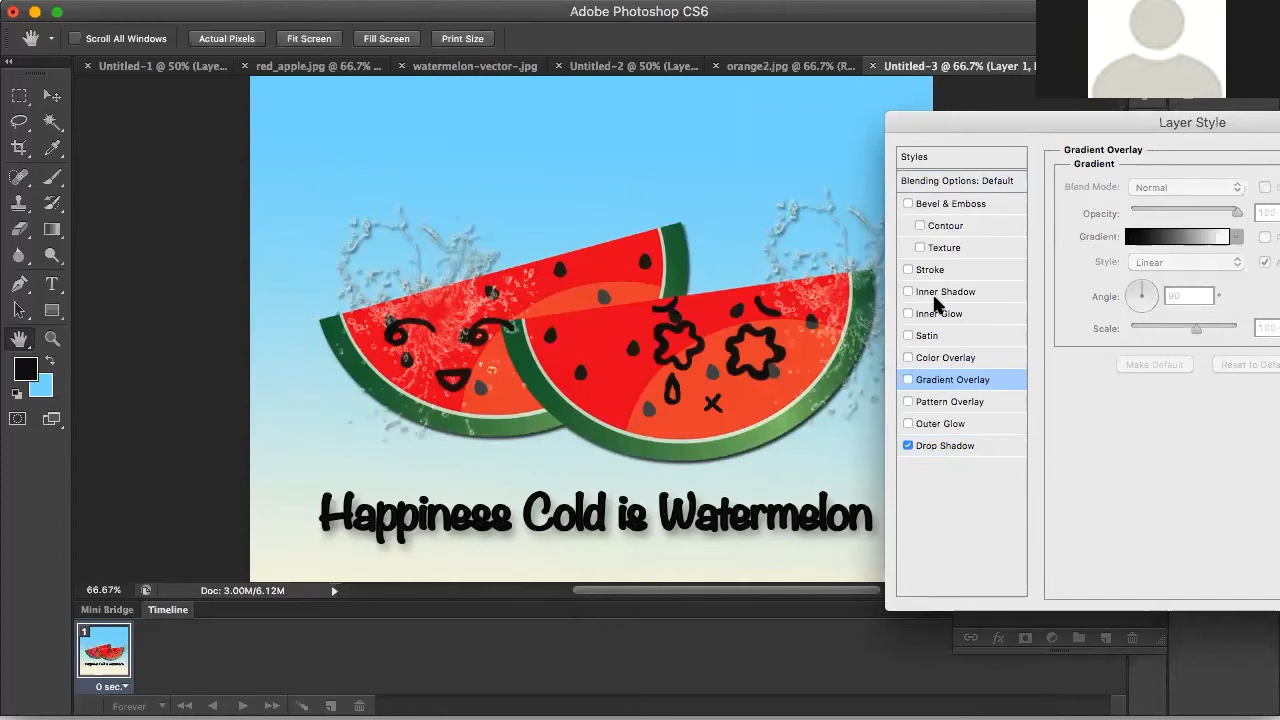 Adobe Photoshop CS6
Scroll All Windows Actual Pixels Fit Screen Fill Screen Print Size
Untitled-1 @ 50% (Laye... red_apple.jpg @ 66.7% ... watermelon-vector-.jpg Untitled-2 @ 50% (Laye... orange2.jpg @ 66.7% (R... Untitled-3 @ 66.7% (Layer 1,
Layer Style
Styles
Blending Options: Default
Bevel & Emboss
Contour
Texture
Stroke
Inner Shadow
Inner Glow
Satin
Color Overlay
Gradient Overlay
Pattern Overlay
Outer Glow
Drop Shadow
Gradient Overlay
Gradient
Blend Mode: Normal
Opacity: 100
Gradient:
Style: Linear
Angle: 90 °
Scale: 100
Make Default Reset to Defa
T
Happiness Cold is Watermelon
66.67% Doc: 3.00M/6.12M
Mini Bridge Timeline
1
0 sec.
Forever
fx